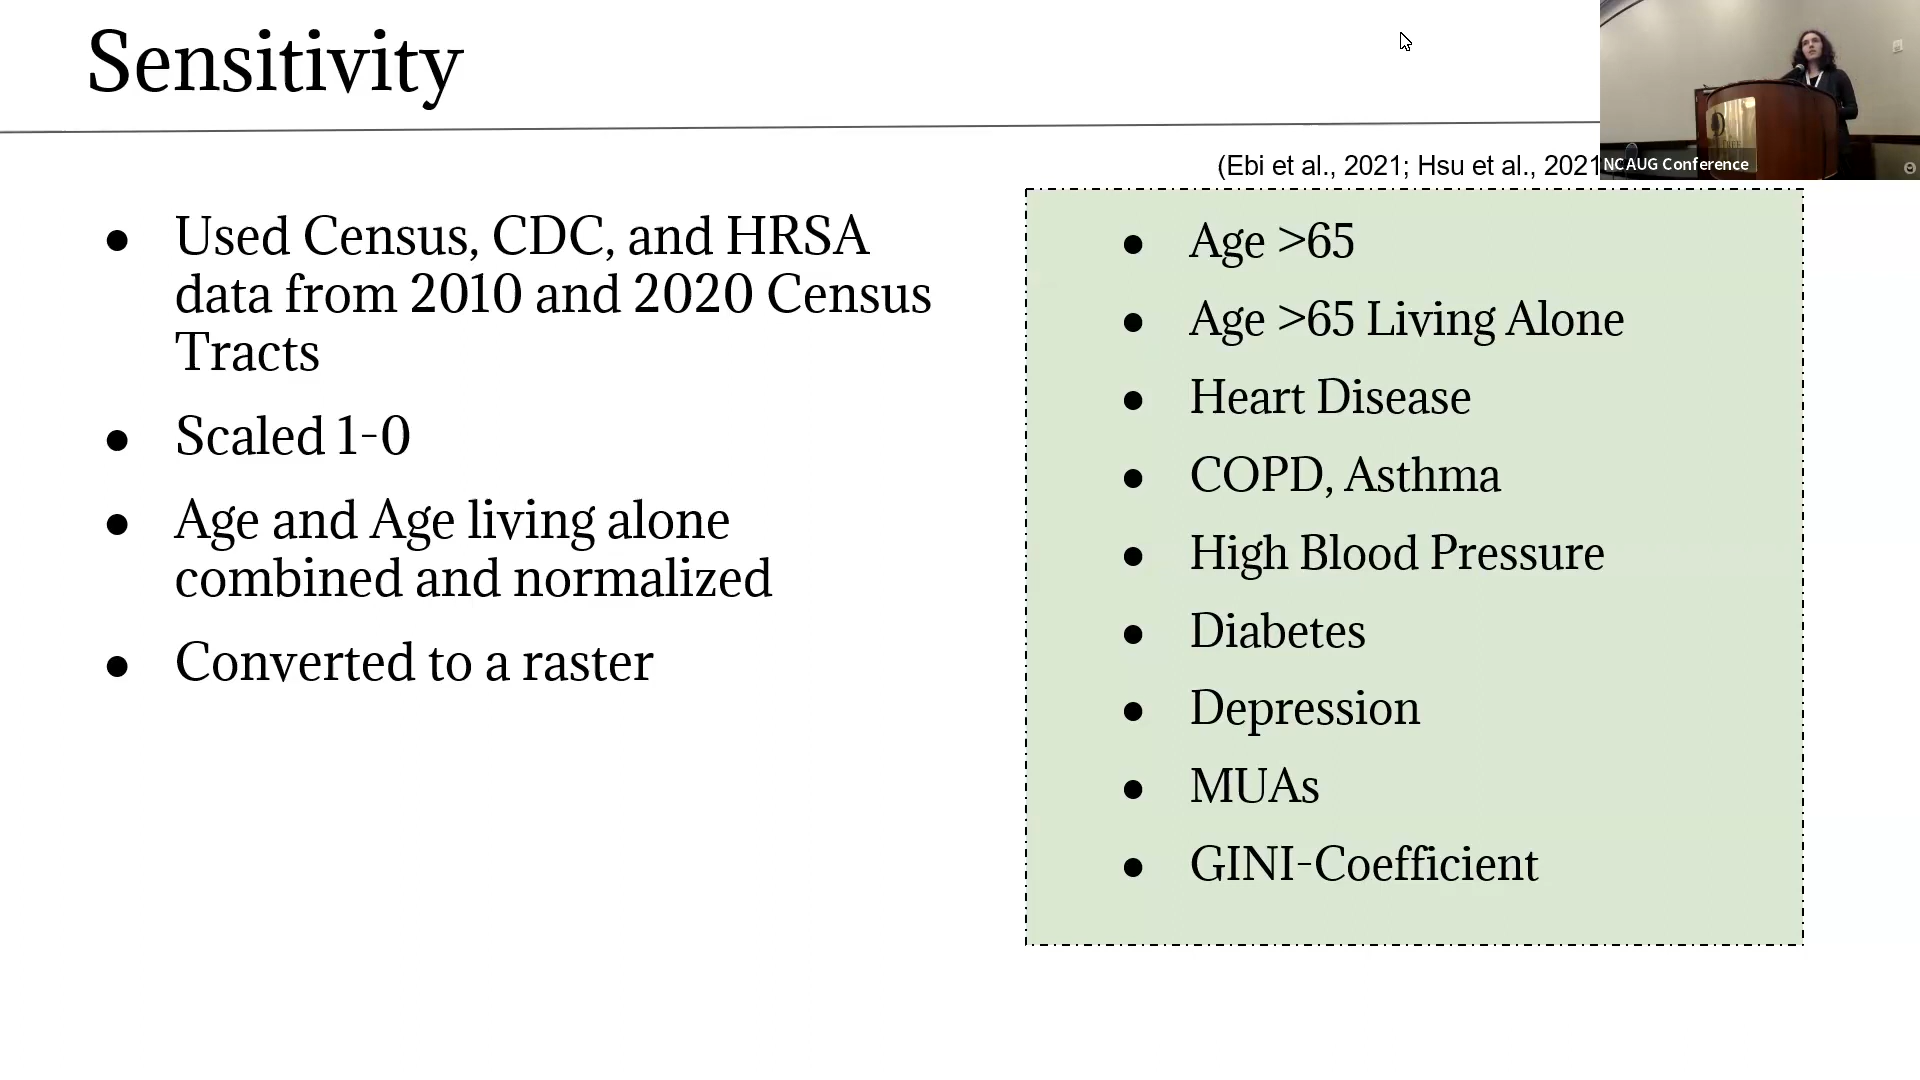 Sensitivity
NCAUG Conference
(Ebi et al., 2021; Hsu et al., 2021
● Used Census, CDC, and HRSA
data from 2010 and 2020 Census
Tracts
● Scaled 1-0
● Age and Age living alone
combined and normalized
● Converted to a raster
● Age >65
● Age >65 Living Alone
● Heart Disease
● COPD, Asthma
● High Blood Pressure
● Diabetes
● Depression
● MUAs
● GINI-Coefficient